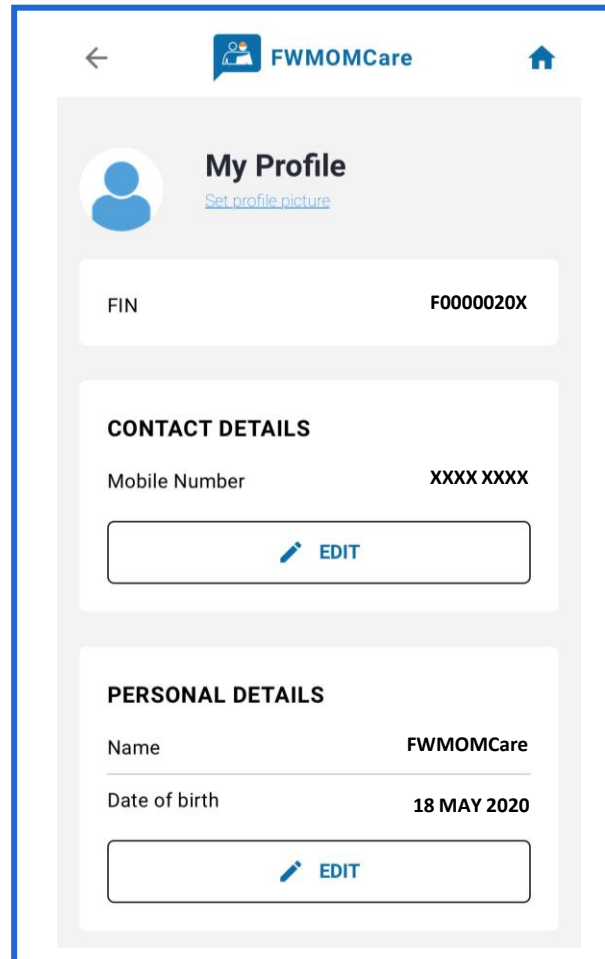 FWMOMCare
My Profile
Set profile picture
FIN F0000020X
CONTACT DETAILS
Mobile Number XXXX XXXX
EDIT
PERSONAL DETAILS
Name FWMOMCare
Date of birth 18 MAY 2020
EDIT